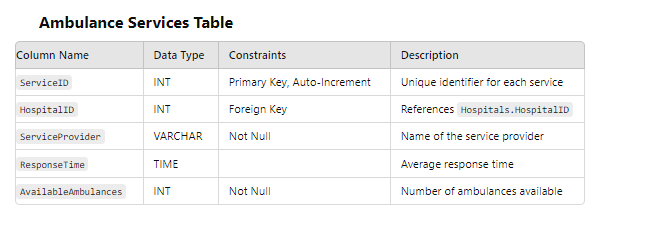 Ambulance Services Table
Column Name Data Type Constraints Description
ServiceID INT Primary Key, Auto-Increment Unique identifier for each service
HospitalID INT Foreign Key References Hospitals.HospitalID
ServiceProvider VARCHAR Not Null Name of the service provider
ResponseTime TIME Average response time
AvailableAmbulances INT Not Null Number of ambulances available